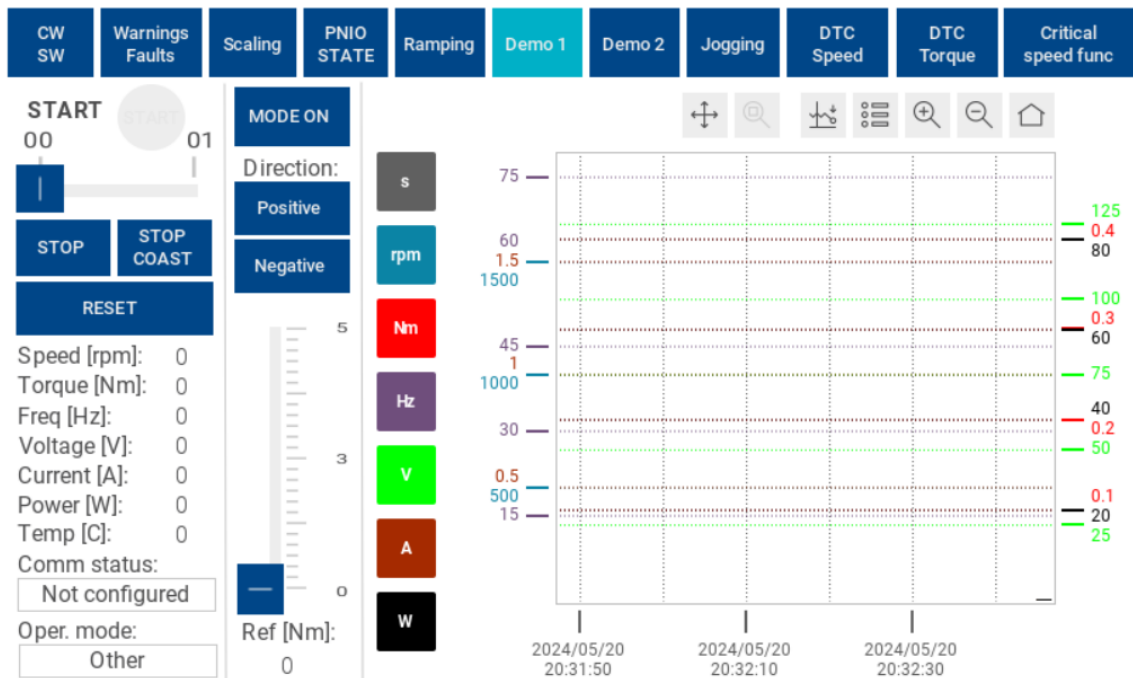 CW
SW
Warnings
Faults
Scaling
PNIO
STATE
Ramping
Demo 1
Demo 2
Jogging
DTC
Speed
DTC
Torque
Critical
speed func
START
START
00
01
STOP
STOP
COAST
RESET
Speed [rpm]: 0
Torque [Nm]: 0
Freq [Hz]: 0
Voltage [V]: 0
Current [A]: 0
Power [W]: 0
Temp [C]: 0
Comm status:
Not configured
Oper. mode:
Other
MODE ON
Direction:
Positive
Negative
5
3
0
Ref [Nm]:
0
s
rpm
Nm
Hz
V
A
W
75
60
1.5
1500
45
1
1000
30
0.5
500
15
125
0.4
80
100
0.3
60
75
40
0.2
50
0.1
20
25
2024/05/20
20:31:50
2024/05/20
20:32:10
2024/05/20
20:32:30